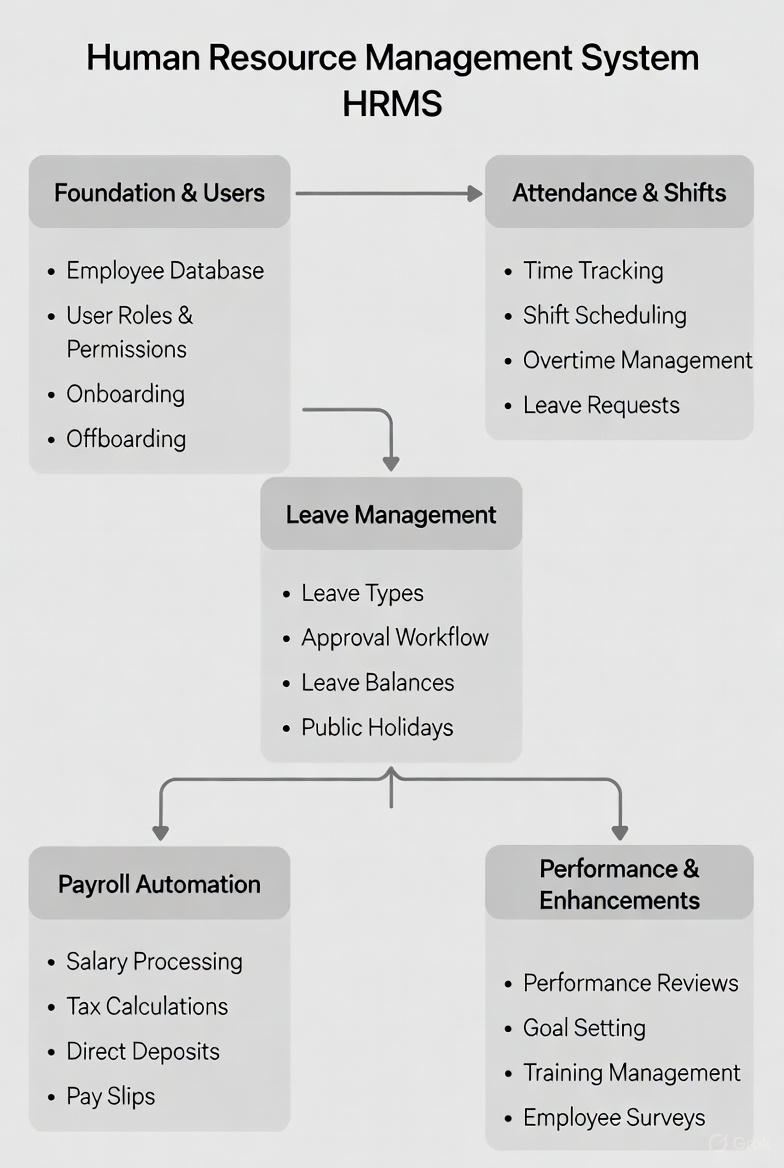 Human Resource Management System
HRMS
Foundation & Users
• Employee Database
• User Roles &
Permissions
• Onboarding
• Offboarding
Attendance & Shifts
• Time Tracking
• Shift Scheduling
• Overtime Management
• Leave Requests
Leave Management
• Leave Types
• Approval Workflow
• Leave Balances
• Public Holidays
Payroll Automation
• Salary Processing
• Tax Calculations
• Direct Deposits
• Pay Slips
Performance &
Enhancements
• Performance Reviews
• Goal Setting
• Training Management
• Employee Surveys
Grok